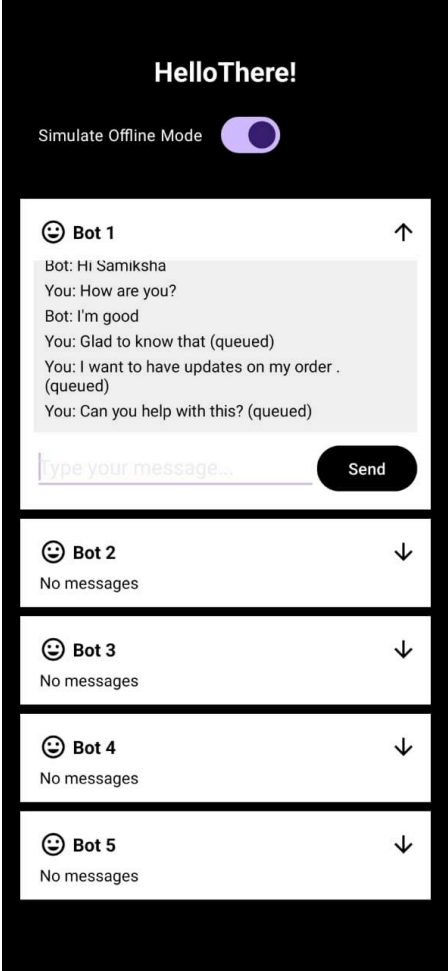 HelloThere!
Simulate Offline Mode
Bot 1
Bot: Hi Samiksha
You: How are you?
Bot: I'm good
You: Glad to know that (queued)
You: I want to have updates on my order .
(queued)
You: Can you help with this? (queued)
Type your message...
Send
Bot 2
No messages
Bot 3
No messages
Bot 4
No messages
Bot 5
No messages